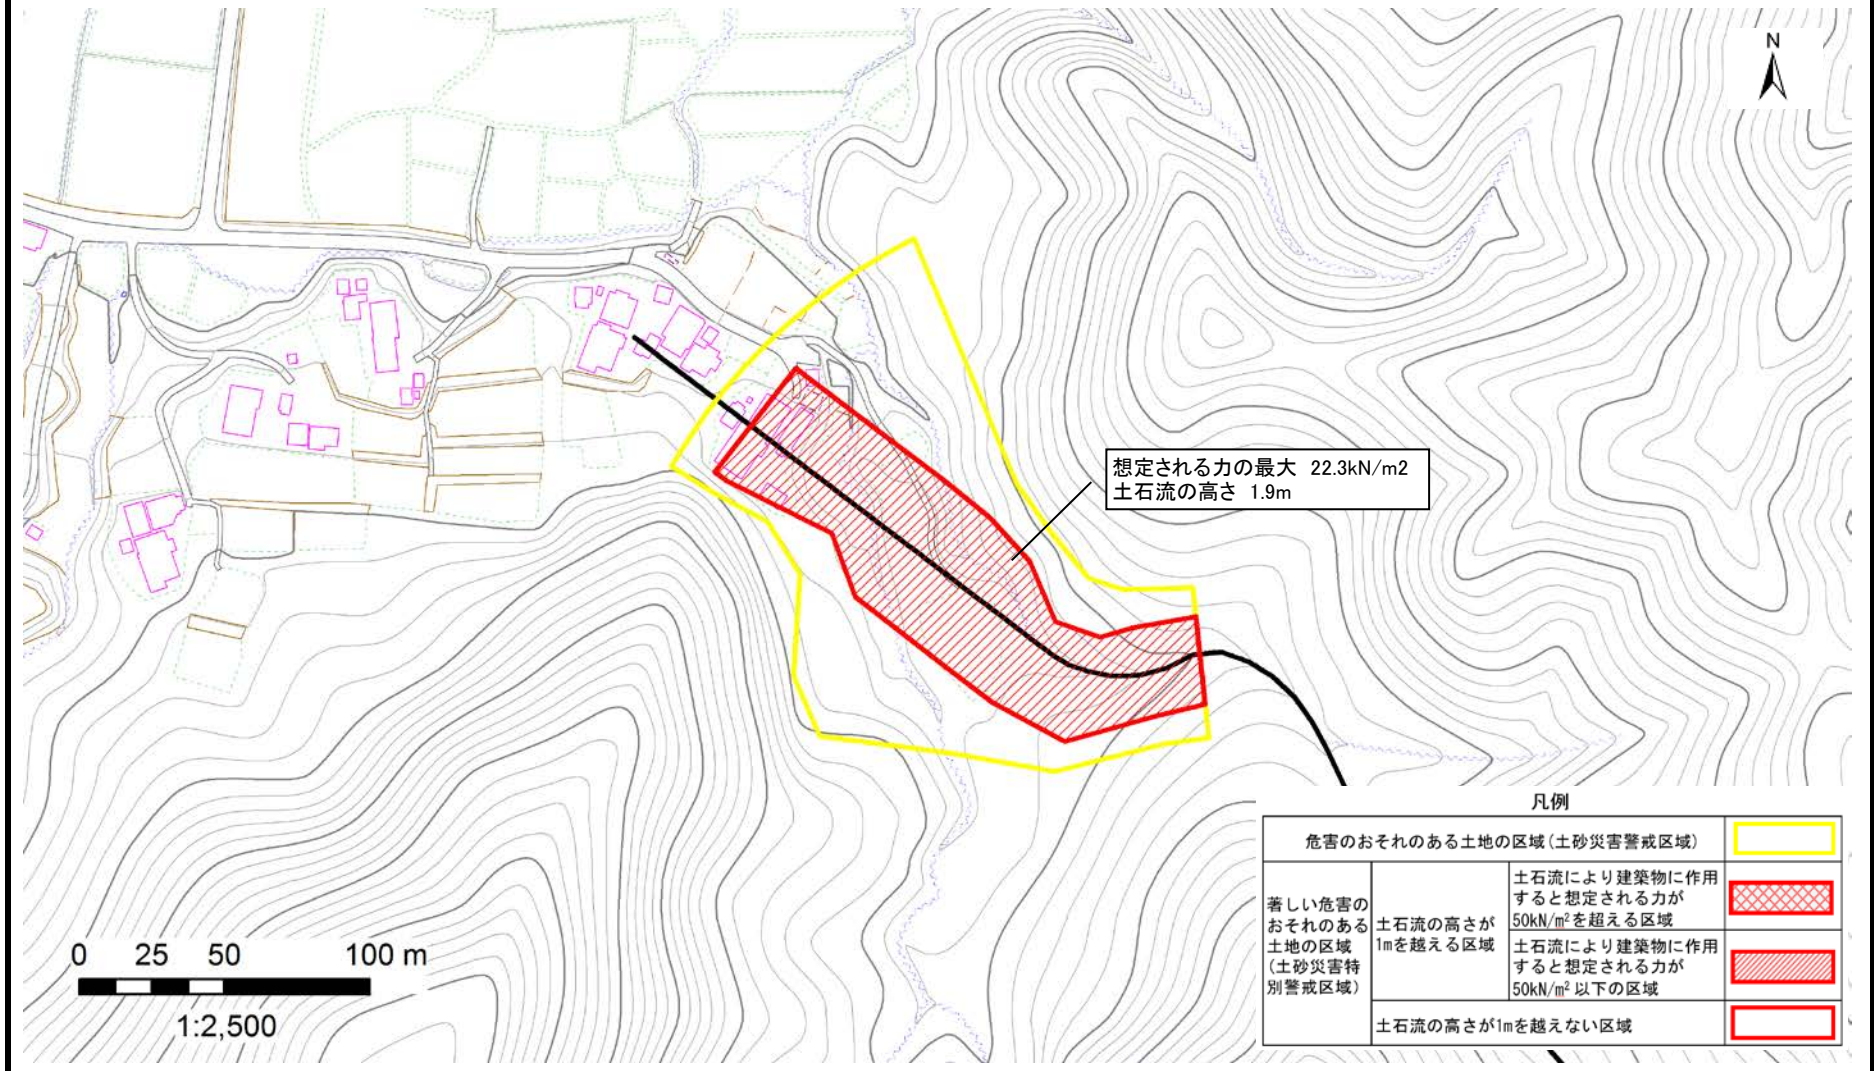 N
想定される力の最大 22.3kN/m2
土石流の高さ 1.9m
凡例
危害のおそれのある土地の区域(土砂災害警戒区域)
著しい危害の
おそれのある
土地の区域
(土砂災害特
別警戒区域)
土石流の高さが
1mを越える区域
土石流により建築物に作用
すると想定される力が
50kN/m²を超える区域
土石流により建築物に作用
すると想定される力が
50kN/m²以下の区域
土石流の高さが1mを越えない区域
0 25 50 100 m
1:2,500